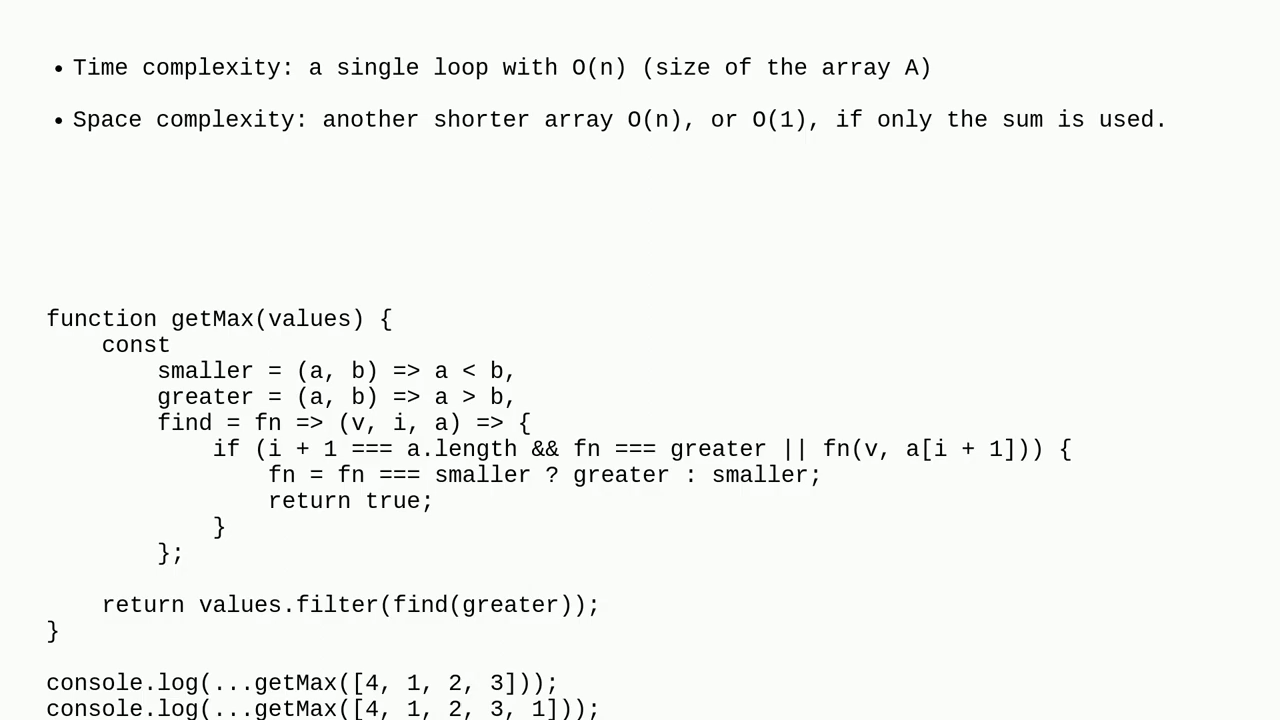 • Time complexity: a single loop with O(n) (size of the array A)
• Space complexity: another shorter array O(n), or O(1), if only the sum is used.
function getMax(values) {
    const
        smaller = (a, b) => a < b,
        greater = (a, b) => a > b,
        find = fn => (v, i, a) => {
            if (i + 1 === a.length && fn === greater || fn(v, a[i + 1])) {
                fn = fn === smaller ? greater : smaller;
                return true;
            }
        };
    return values.filter(find(greater));
}
console.log(...getMax([4, 1, 2, 3]));
console.log(...getMax([4, 1, 2, 3, 1]));